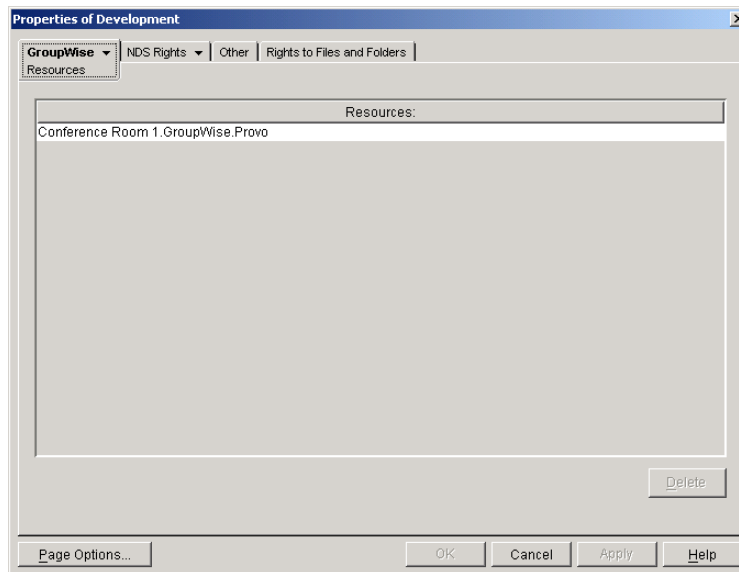 Properties of Development
GroupWise NDS Rights Other Rights to Files and Folders
Resources
Resources:
Conference Room 1.GroupWise.Provo
Delete
Page Options... OK Cancel Apply Help